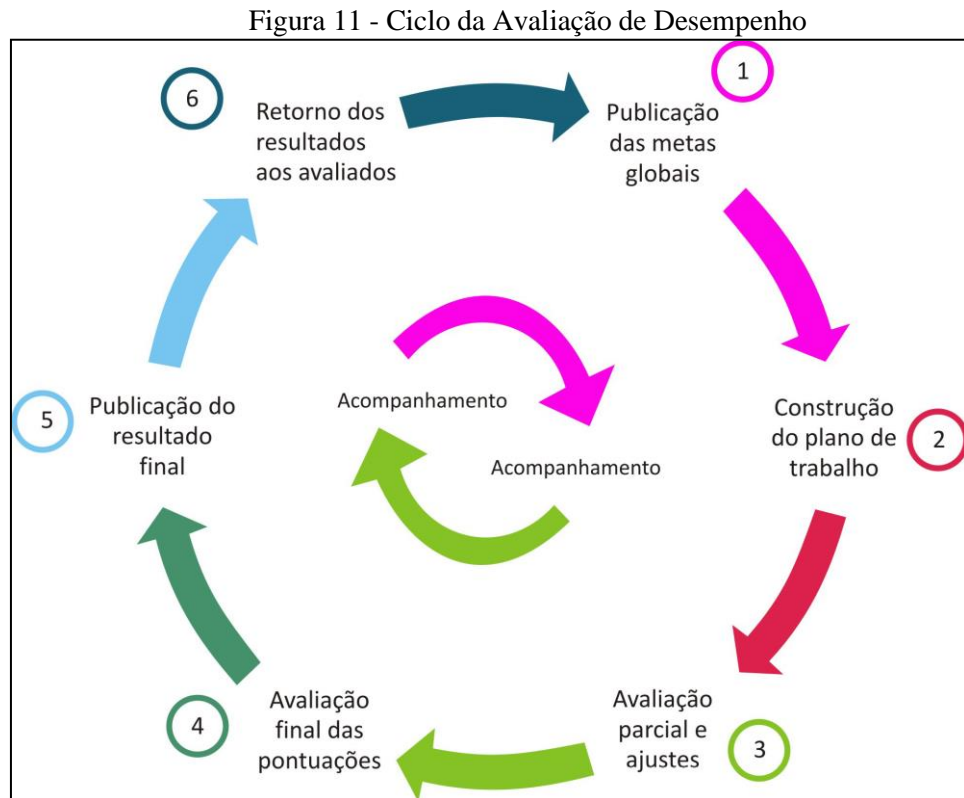 Figura 11 - Ciclo da Avaliação de Desempenho
1
Publicação
das metas
globais
2
Construção
do plano de
trabalho
3
Avaliação
parcial e
ajustes
4
Avaliação
final das
pontuações
5
Publicação do
resultado
final
6
Retorno dos
resultados
aos avaliados
Acompanhamento
Acompanhamento